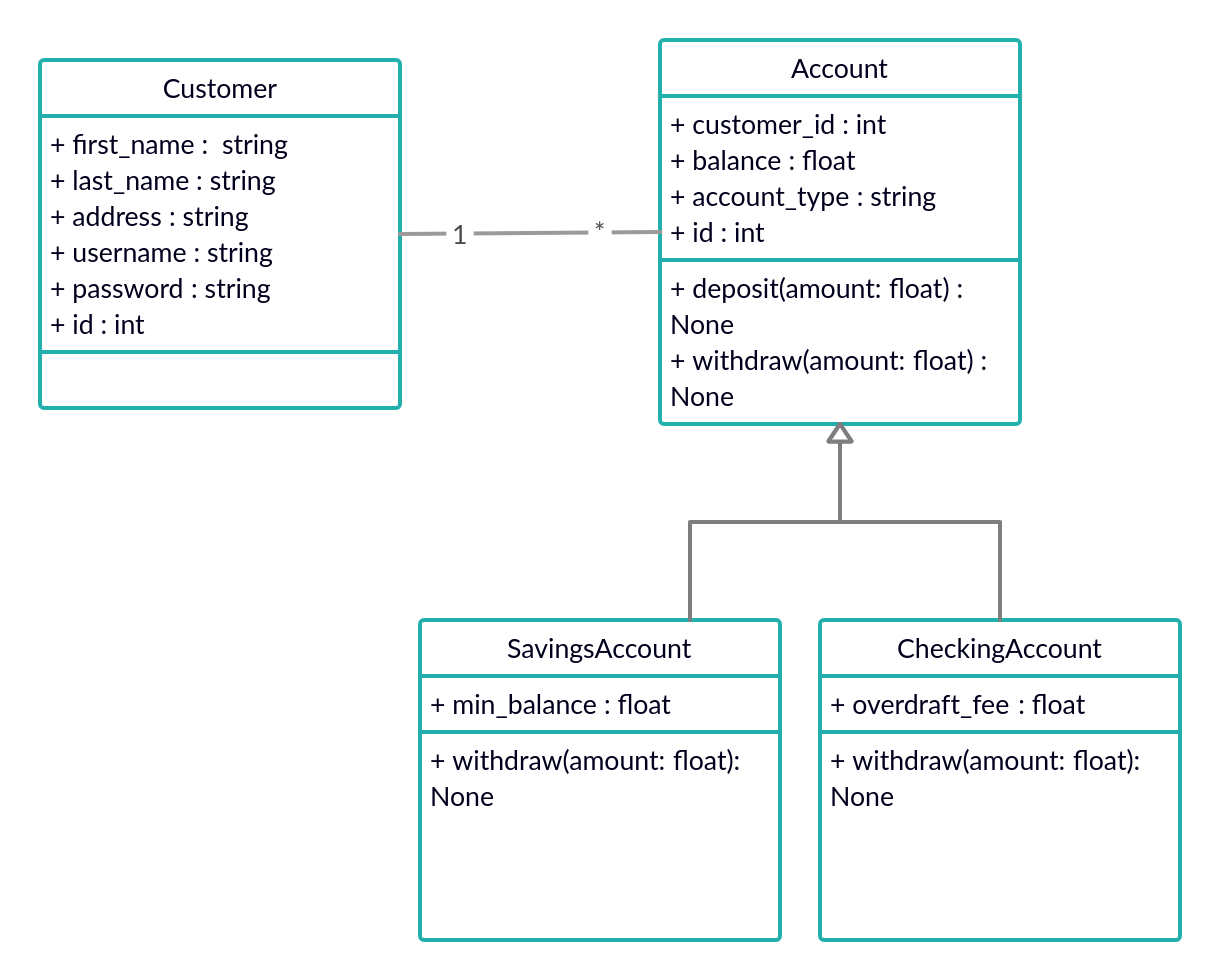 Customer
+ first_name :  string
+ last_name : string
+ address : string
+ username : string
+ password : string
+ id : int
1
*
Account
+ customer_id : int
+ balance : float
+ account_type : string
+ id : int
+ deposit(amount: float) :
None
+ withdraw(amount: float) :
None
SavingsAccount
+ min_balance : float
+ withdraw(amount: float):
None
CheckingAccount
+ overdraft_fee : float
+ withdraw(amount: float):
None